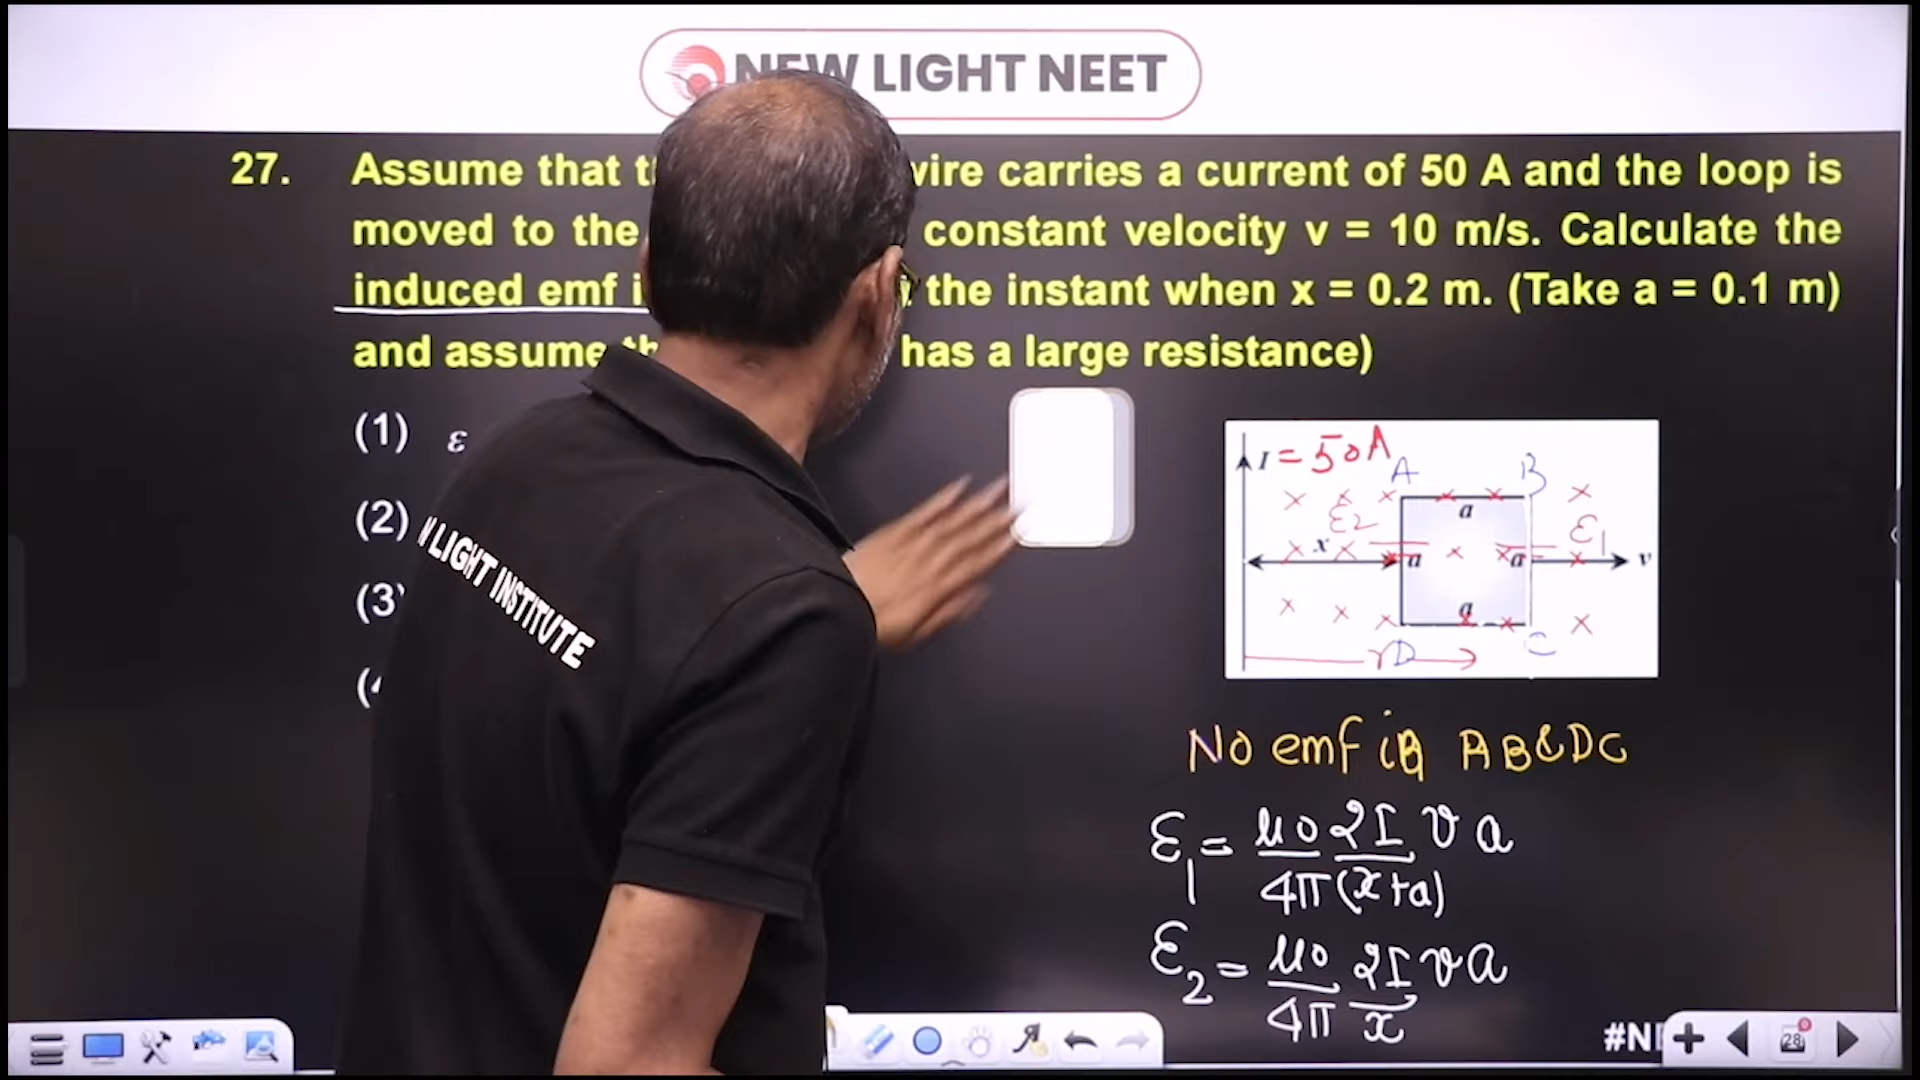 NEW LIGHT NEET
27. Assume that wire carries a current of 50 A and the loop is
moved to the constant velocity v = 10 m/s. Calculate the
induced emf the instant when x = 0.2 m. (Take a = 0.1 m)
and assume has a large resistance)
(1) ε
(2)
(3)
LIGHT INSTITUTE
I = 50A
A B
a
ε2 ε1
x a a v
a
r D C
No emf in AB & DC
ε1 = μ0 2I v a / 4π (x+a)
ε2 = μ0 2I v a / 4π x
28